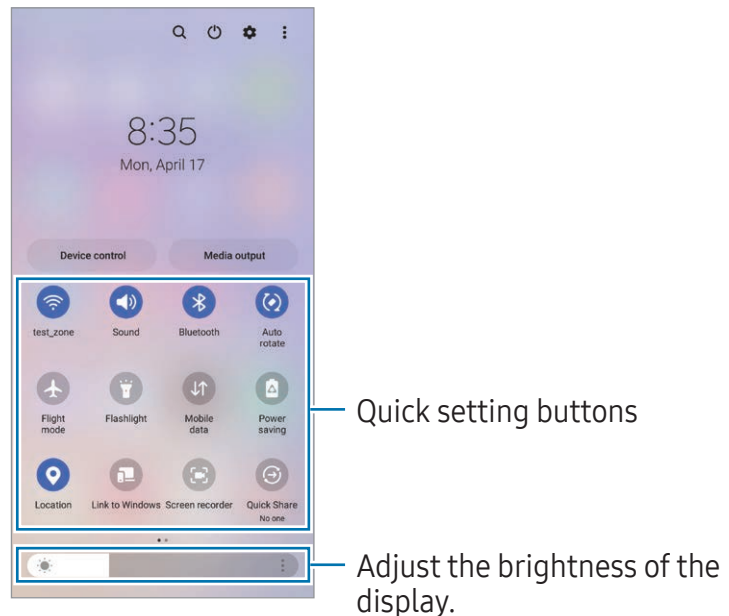 8:35
Mon, April 17
Device control
Media output
test_zone
Sound
Bluetooth
Auto
rotate
Flight
mode
Flashlight
Mobile
data
Power
saving
Location
Link to Windows
Screen recorder
Quick Share
No one
Quick setting buttons
Adjust the brightness of the
display.